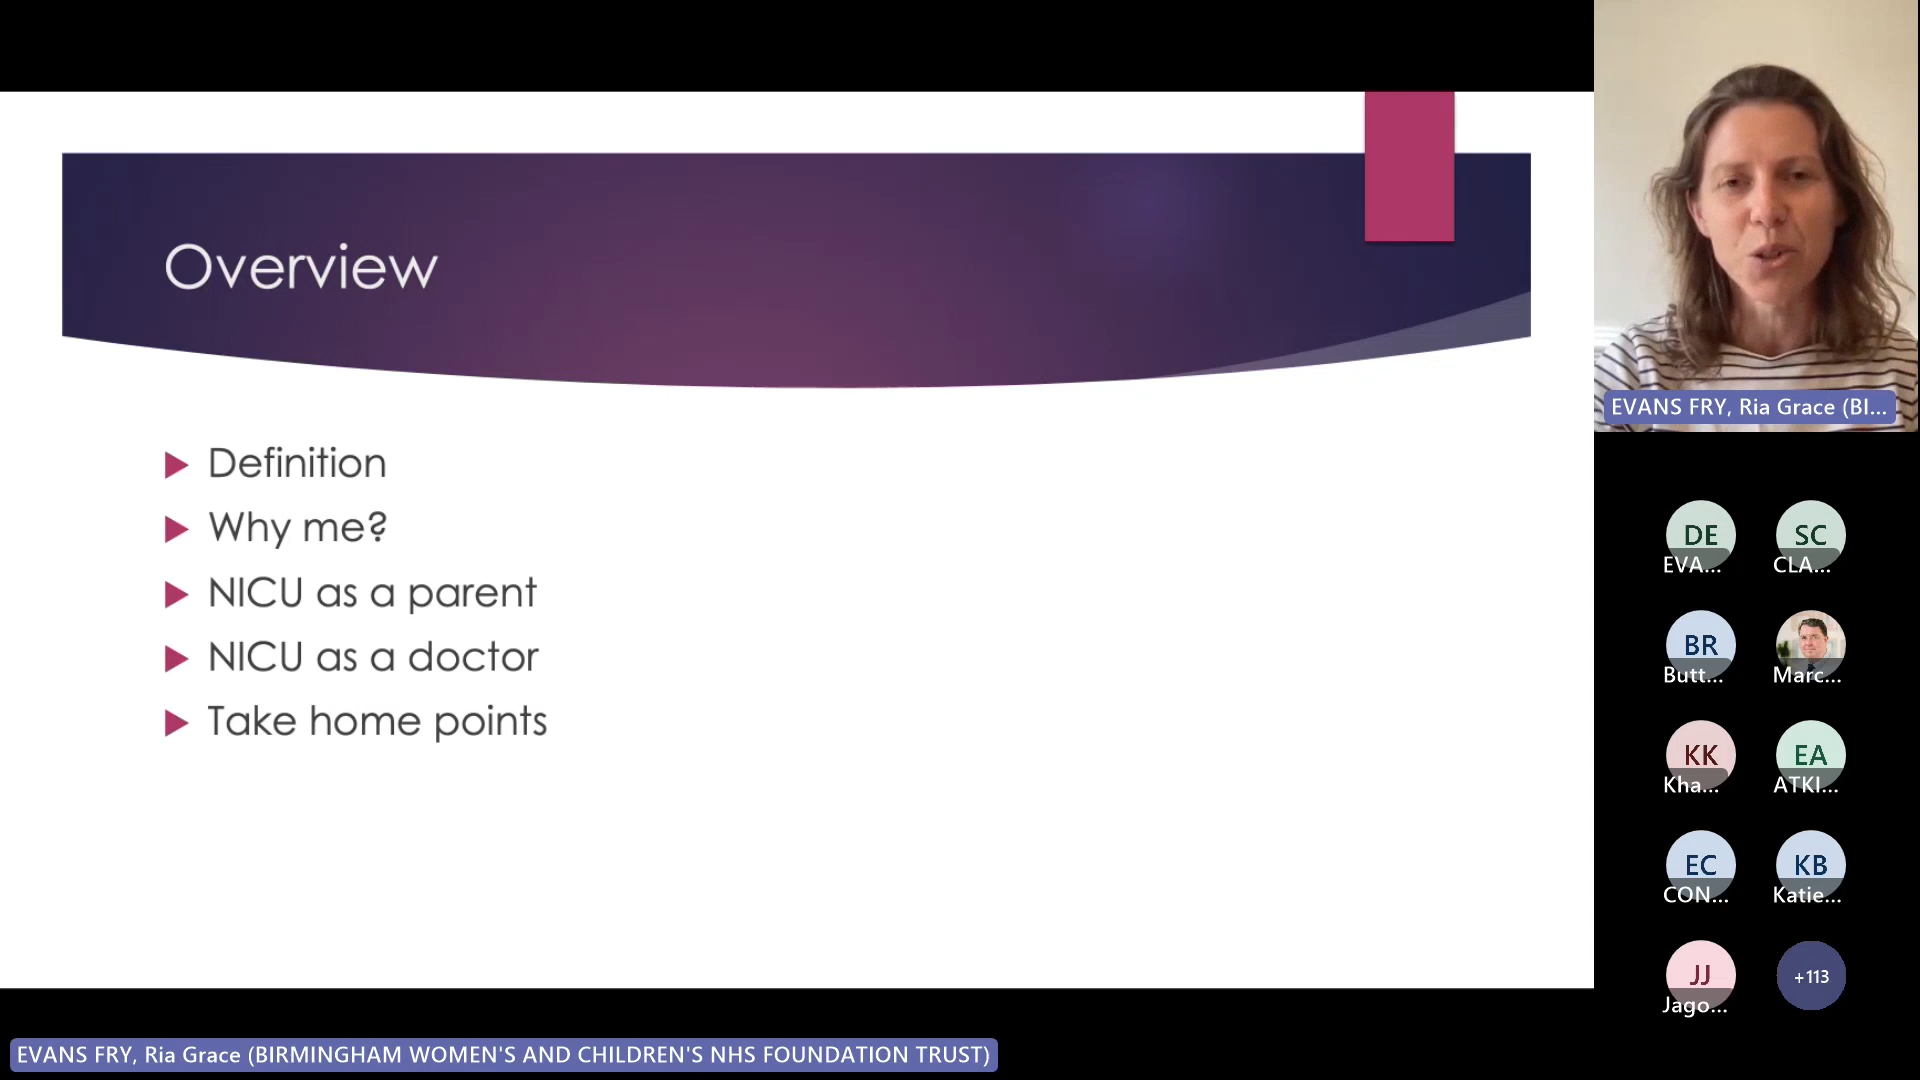 Overview
Definition
Why me?
NICU as a parent
NICU as a doctor
Take home points
EVANS FRY, Ria Grace (BI...
DE
EVA...
SC
CLA...
BR
Butt...
Marc...
KK
Kha...
EA
ATKI...
EC
CON...
KB
Katie...
JJ
Jago...
+113
EVANS FRY, Ria Grace (BIRMINGHAM WOMEN'S AND CHILDREN'S NHS FOUNDATION TRUST)